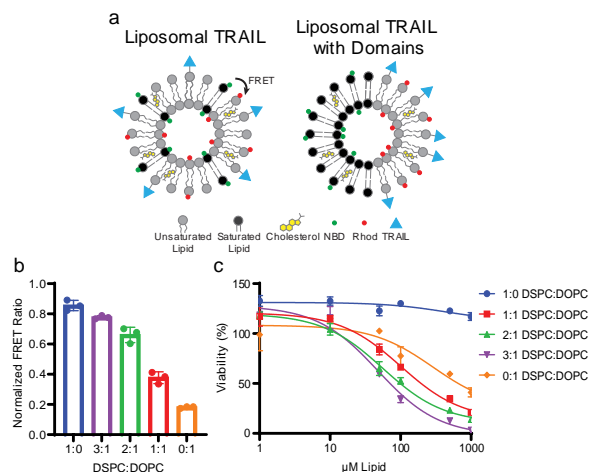 a
Liposomal TRAIL
Liposomal TRAIL
with Domains
FRET
Unsaturated
Lipid
Saturated
Lipid
Cholesterol
NBD
Rhod
TRAIL
b
Normalized FRET Ratio
1.0
0.8
0.6
0.4
0.2
0.0
1:0
3:1
2:1
1:1
0:1
DSPC:DOPC
c
Viability (%)
150
100
50
0
1
10
100
1000
µM Lipid
1:0 DSPC:DOPC
1:1 DSPC:DOPC
2:1 DSPC:DOPC
3:1 DSPC:DOPC
0:1 DSPC:DOPC